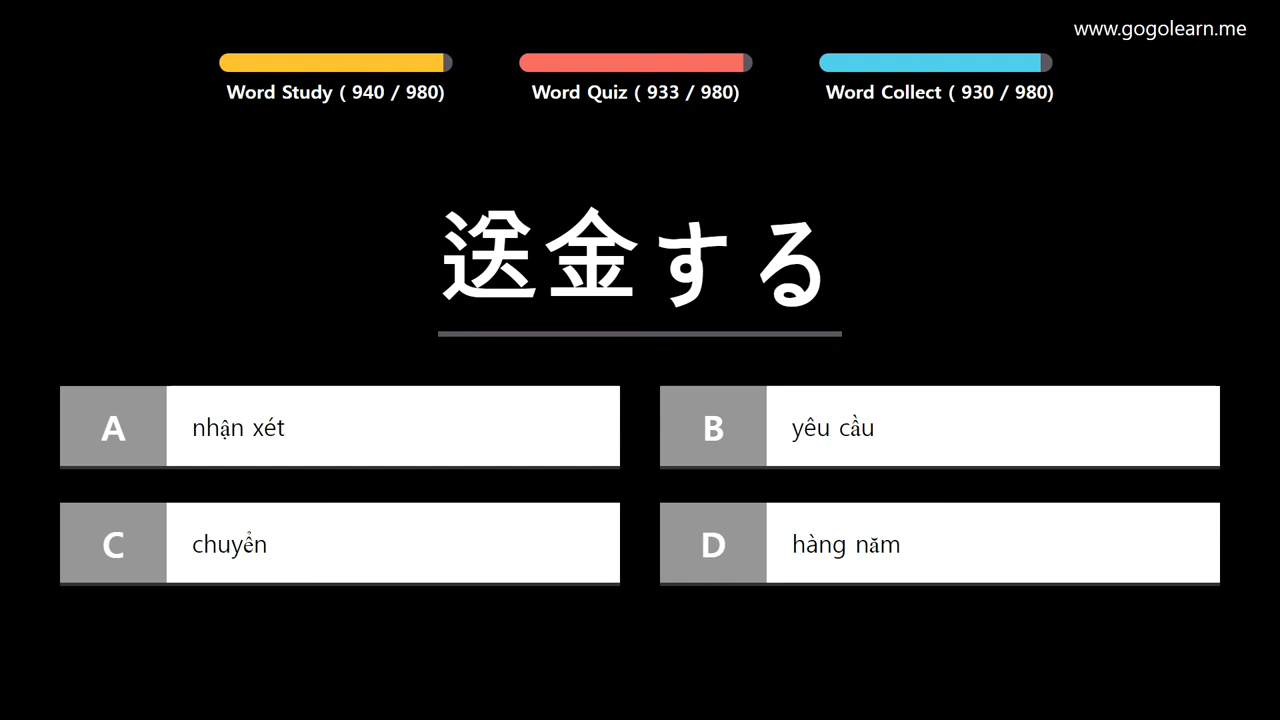 www.gogolearn.me
Word Study ( 940 / 980)
Word Quiz ( 933 / 980)
Word Collect ( 930 / 980)
送金する
A nhận xét
B yêu cầu
C chuyển
D hàng năm